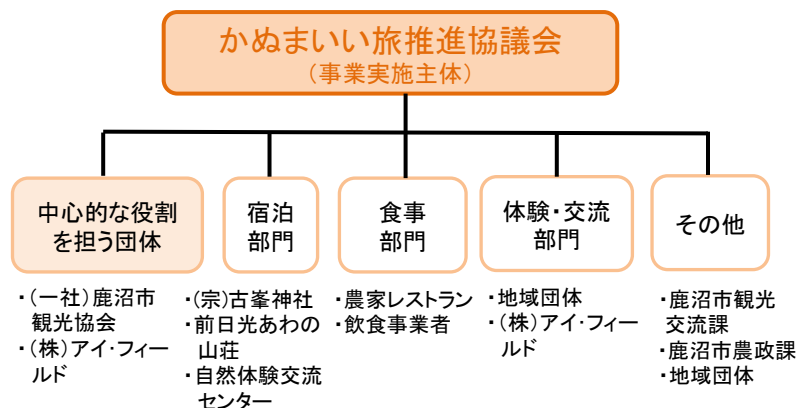 かぬまいい旅推進協議会
(事業実施主体)
中心的な役割
を担う団体
宿泊
部門
食事
部門
体験・交流
部門
その他
・(一社)鹿沼市
観光協会
・(株)アイ・フィー
ルド
・(宗)古峯神社
・前日光あわの
山荘
・自然体験交流
センター
・農家レストラン
・飲食事業者
・地域団体
・(株)アイ・フィー
ルド
・鹿沼市観光
交流課
・鹿沼市農政課
・地域団体